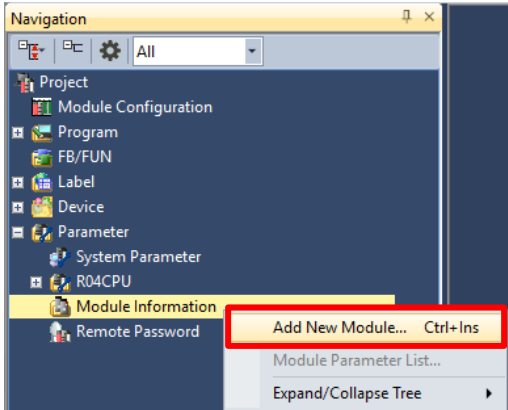 Navigation
All
Project
Module Configuration
Program
FB/FUN
Label
Device
Parameter
System Parameter
R04CPU
Module Information
Remote Password
Add New Module... Ctrl+Ins
Module Parameter List...
Expand/Collapse Tree